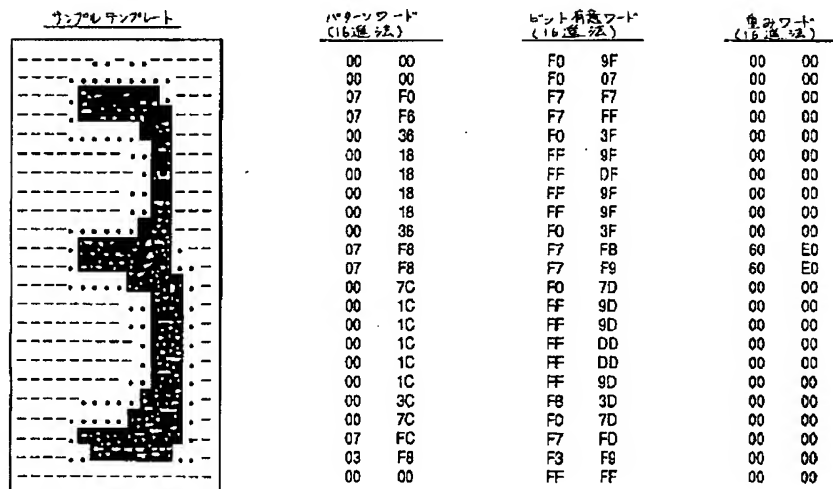 サンプルテンプレート
パターンワード
(16進法)
ビット有意ワード
(16進法)
重みワード
(16進法)
00 00 F0 9F 00 00
00 00 F0 07 00 00
07 F0 F7 F7 00 00
07 F6 F7 FF 00 00
00 36 F0 3F 00 00
00 18 FF 9F 00 00
00 18 FF DF 00 00
00 18 FF 9F 00 00
00 18 FF 9F 00 00
00 36 F0 3F 00 00
07 F8 F7 FB 60 E0
07 F8 F7 F9 60 E0
00 7C F0 7D 00 00
00 1C FF 9D 00 00
00 1C FF 9D 00 00
00 1C FF DD 00 00
00 1C FF DD 00 00
00 1C FF 9D 00 00
00 3C F8 3D 00 00
00 7C F0 7D 00 00
07 FC F7 FD 00 00
03 F8 F3 F9 00 00
00 00 FF FF 00 00